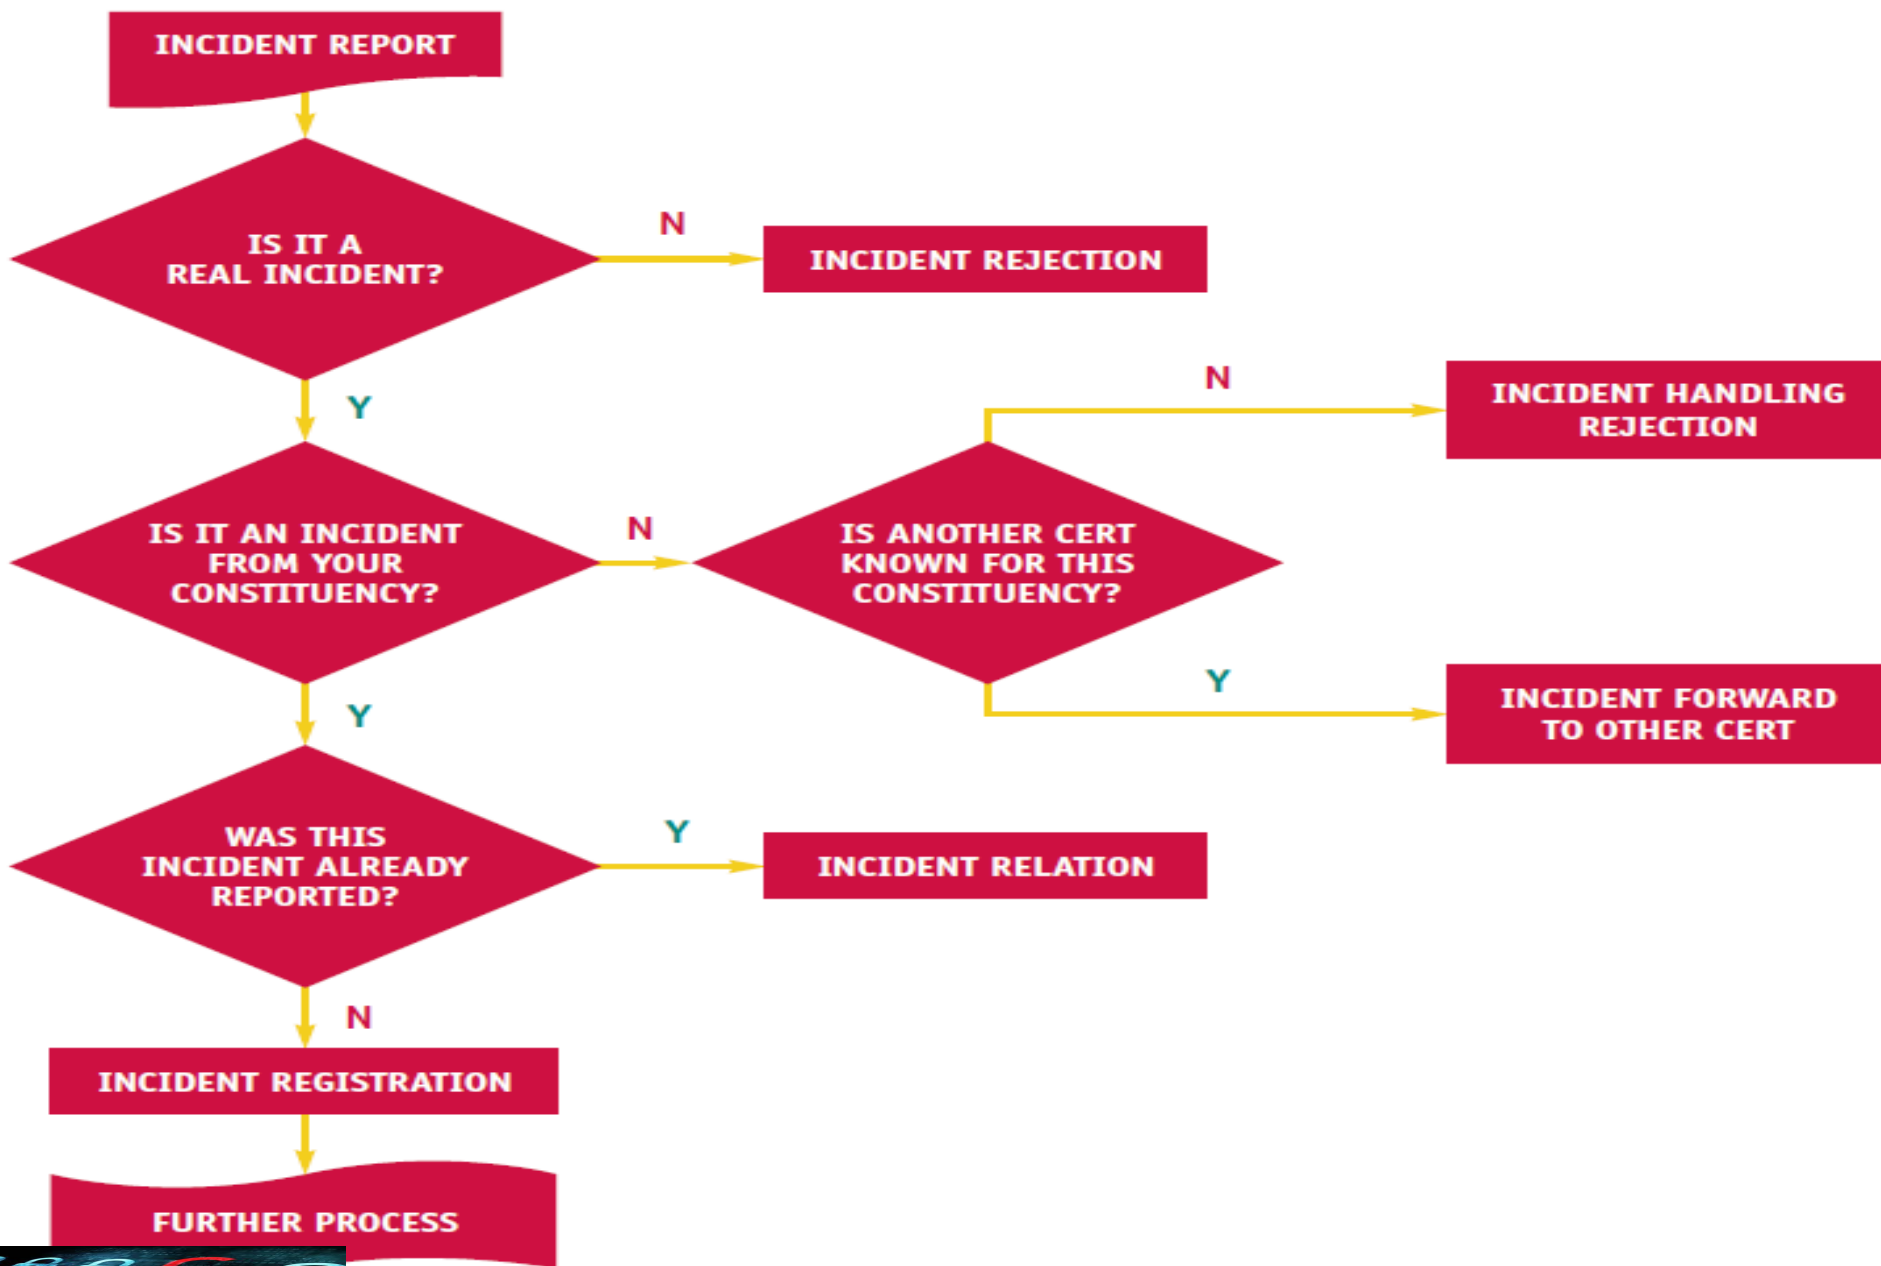 INCIDENT REPORT
IS IT A
REAL INCIDENT?
N
INCIDENT REJECTION
Y
IS IT AN INCIDENT
FROM YOUR
CONSTITUENCY?
N
IS ANOTHER CERT
KNOWN FOR THIS
CONSTITUENCY?
N
INCIDENT HANDLING
REJECTION
Y
INCIDENT FORWARD
TO OTHER CERT
Y
WAS THIS
INCIDENT ALREADY
REPORTED?
Y
INCIDENT RELATION
N
INCIDENT REGISTRATION
FURTHER PROCESS